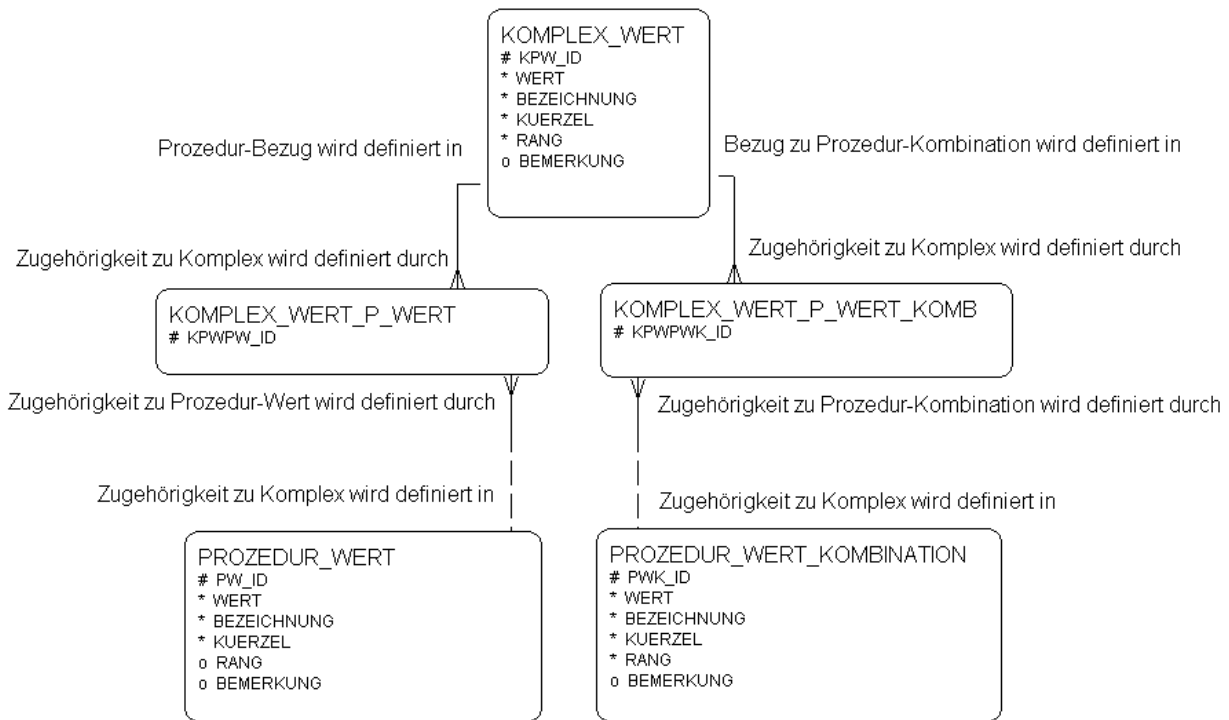 KOMPLEX_WERT
# KPW_ID
* WERT
* BEZEICHNUNG
* KUERZEL
* RANG
o BEMERKUNG
Prozedur-Bezug wird definiert in
Bezug zu Prozedur-Kombination wird definiert in
Zugehörigkeit zu Komplex wird definiert durch
Zugehörigkeit zu Komplex wird definiert durch
KOMPLEX_WERT_P_WERT
# KPWPW_ID
KOMPLEX_WERT_P_WERT_KOMB
# KPWPWK_ID
Zugehörigkeit zu Prozedur-Wert wird definiert durch
Zugehörigkeit zu Prozedur-Kombination wird definiert durch
Zugehörigkeit zu Komplex wird definiert in
Zugehörigkeit zu Komplex wird definiert in
PROZEDUR_WERT
# PW_ID
* WERT
* BEZEICHNUNG
* KUERZEL
o RANG
o BEMERKUNG
PROZEDUR_WERT_KOMBINATION
# PWK_ID
* WERT
* BEZEICHNUNG
* KUERZEL
* RANG
o BEMERKUNG